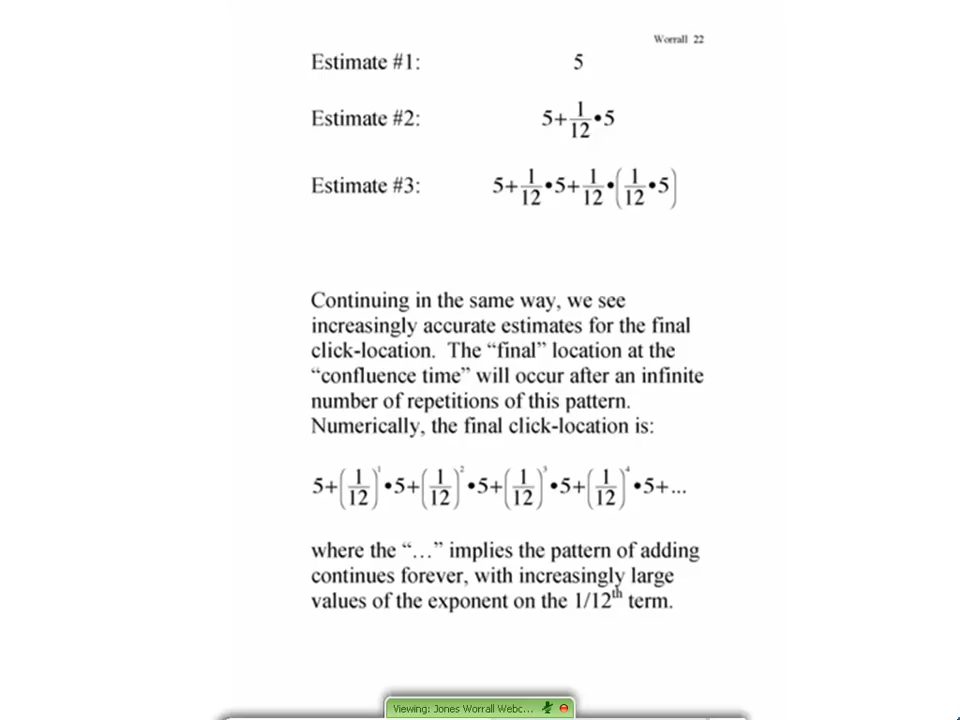 Worrall 22
Estimate #1: 5
Estimate #2: 5+1/12•5
Estimate #3: 5+1/12•5+1/12•(1/12•5)
Continuing in the same way, we see
increasingly accurate estimates for the final
click-location. The “final” location at the
“confluence time” will occur after an infinite
number of repetitions of this pattern.
Numerically, the final click-location is:
5+(1/12)^1•5+(1/12)^2•5+(1/12)^3•5+(1/12)^4•5+...
where the “…” implies the pattern of adding
continues forever, with increasingly large
values of the exponent on the 1/12th term.
Viewing: Jones Worrall Webc...